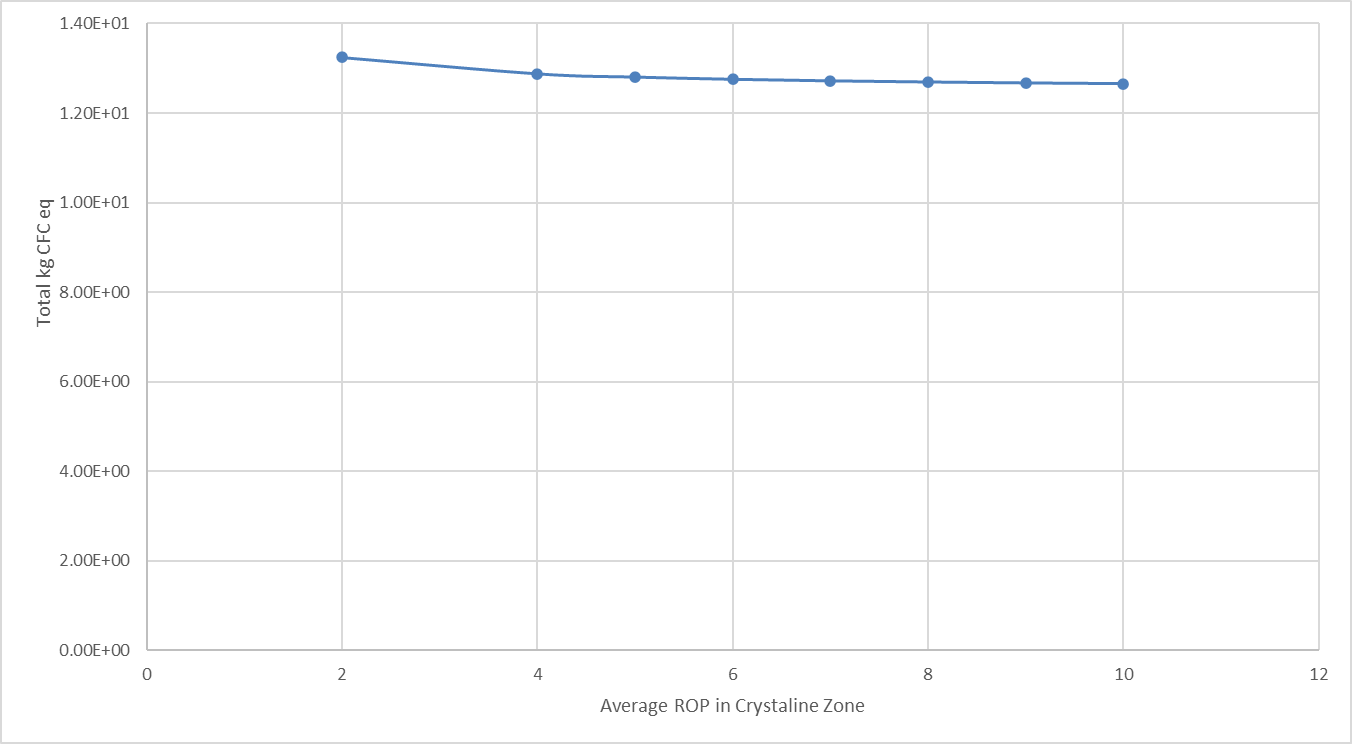 1.40E+01
1.20E+01
1.00E+01
8.00E+00
6.00E+00
4.00E+00
2.00E+00
0.00E+00
Total kg CFC eq
0 2 4 6 8 10 12
Average ROP in Crystaline Zone